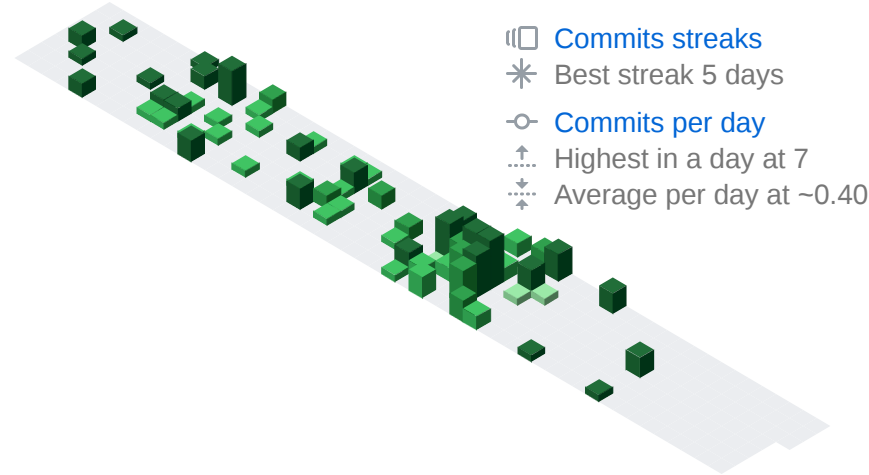 Commits streaks
Best streak 5 days
Commits per day
Highest in a day at 7
Average per day at ~0.40